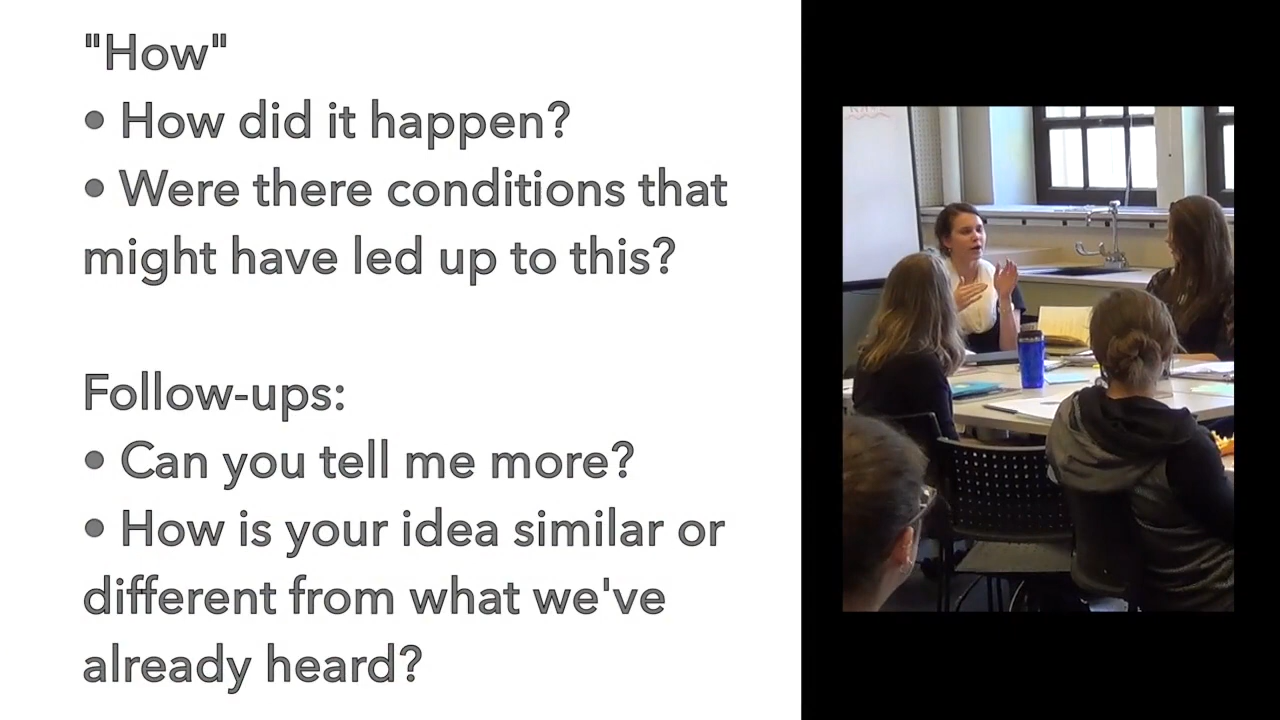 "How"
• How did it happen?
• Were there conditions that
might have led up to this?
Follow-ups:
• Can you tell me more?
• How is your idea similar or
different from what we've
already heard?